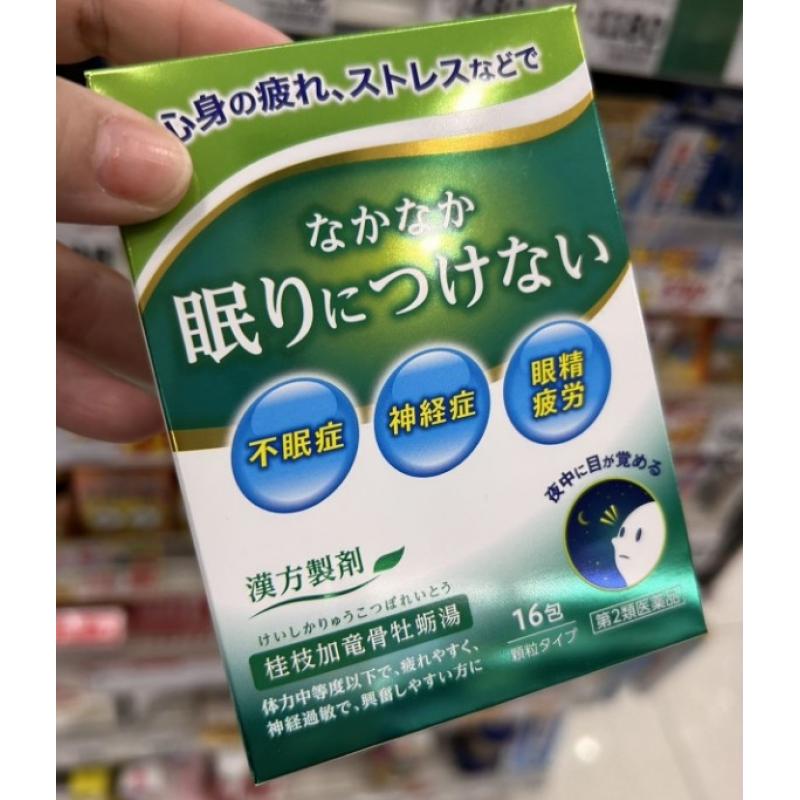 心身の疲れ、ストレスなどで
なかなか
眠りにつけない
不眠症
神経症
眼精
疲労
夜中に目が覚める
漢方製剤
けいしかりゅうこつぼれいとう
桂枝加竜骨牡蛎湯
16包
顆粒タイプ
第2類医薬品
体力中等度以下で、疲れやすく、
神経過敏で、興奮しやすい方に